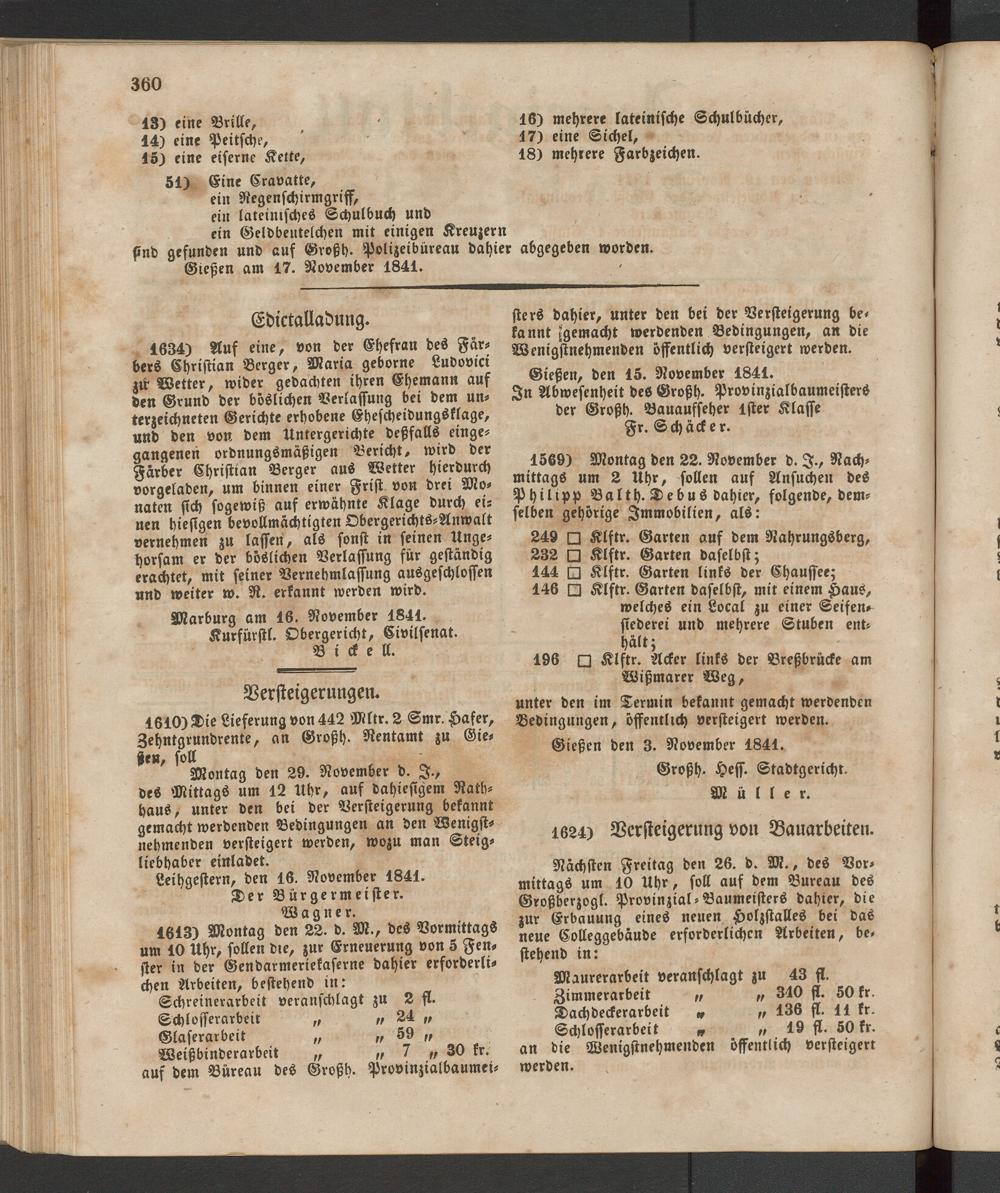 360
13) eine Brille,
14) eine Peitsche,
15) eine eiserne Kette,
16) mehrere lateinische Schulbücher,
17) eine Sichel,
18) mehrere Farbzeichen.
51) Eine Cravatte,
ein Regenschirmgriff,
ein lateinisches Schulbuch und
ein Geldbeutelchen mit einigen Kreuzern
sind gefunden und auf Großh. Polizeibüreau dahier abgegeben worden.
Gießen am 17. November 1841.
Edictalladung.
1634) Auf eine, von der Ehefrau des Fär-
bers Christian Berger, Maria geborne Ludovici
zu Wetter, wider gedachten ihren Ehemann auf
den Grund der böslichen Verlassung bei dem un-
terzeichneten Gerichte erhobene Ehescheidungsklage,
und den von dem Untergerichte deßfalls einge-
gangenen ordnungsmäßigen Bericht, wird der
Färber Christian Berger aus Wetter hierdurch
vorgeladen, um binnen einer Frist von drei Mo-
naten sich sogewiß auf erwähnte Klage durch ei-
nen hiesigen bevollmächtigten Obergerichts-Anwalt
vernehmen zu lassen, als sonst in seinen Unge-
horsam er der böslichen Verlassung für geständig
erachtet, mit seiner Vernehmlassung ausgeschlossen
und weiter w. R. erkannt werden wird.
Marburg am 16. November 1841.
Kurfürstl. Obergericht, Civilsenat.
Bickell.
Versteigerungen.
1610) Die Lieferung von 442 Mltr. 2 Smr. Hafer,
Zehntgrundrente, an Großh. Rentamt zu Gie-
ßen, soll
Montag den 29. November d. J.,
des Mittags um 12 Uhr, auf dahiesigem Rath-
haus, unter den bei der Versteigerung bekannt
gemacht werdenden Bedingungen an den Wenigst-
nehmenden versteigert werden, wozu man Steig-
liebhaber einladet.
Leihgestern, den 16. November 1841.
Der Bürgermeister.
Wagner.
1613) Montag den 22. d. M., des Vormittags
um 10 Uhr, sollen die, zur Erneuerung von 5 Fen-
ster in der Gendarmeriekaserne dahier erforderli-
chen Arbeiten, bestehend in:
Schreinerarbeit veranschlagt zu 2 fl.
Schlosserarbeit „ „ 24 „
Glaserarbeit „ „ 59 „
Weißbinderarbeit „ „ 7 „ 30 kr.
auf dem Büreau des Großh. Provinzialbaumei-
sters dahier, unter den bei der Versteigerung be-
kannt gemacht werdenden Bedingungen, an die
Wenigstnehmenden öffentlich versteigert werden.
Gießen, den 15. November 1841.
In Abwesenheit des Großh. Provinzialbaumeisters
der Großh. Bauaufseher 1ster Klasse
Fr. Schäcker.
1569) Montag den 22. November d. J., Nach-
mittags um 2 Uhr, sollen auf Ansuchen des
Philipp Balth. Debus dahier, folgende, dem-
selben gehörige Immobilien, als:
249 □ Klftr. Garten auf dem Nahrungsberg,
232 □ Klftr. Garten daselbst;
144 □ Klftr. Garten links der Chaussee;
146 □ Klftr. Garten daselbst, mit einem Haus,
welches ein Local zu einer Seifen-
siederei und mehrere Stuben ent-
hält;
196 □ Klftr. Acker links der Breßbrücke am
Wißmarer Weg,
unter den im Termin bekannt gemacht werdenden
Bedingungen, öffentlich versteigert werden.
Gießen den 3. November 1841.
Großh. Hess. Stadtgericht.
Müller.
1624) Versteigerung von Bauarbeiten.
Nächsten Freitag den 26. d. M., des Vor-
mittags um 10 Uhr, soll auf dem Bureau des
Großherzogl. Provinzial-Baumeisters dahier, die
zur Erbauung eines neuen Holzstalles bei das
neue Colleggebäude erforderlichen Arbeiten, be-
stehend in:
Maurerarbeit veranschlagt zu 43 fl.
Zimmerarbeit „ „ 340 fl. 50 kr.
Dachdeckerarbeit „ „ 136 fl. 11 kr.
Schlosserarbeit „ „ 19 fl. 50 kr.
an die Wenigstnehmenden öffentlich versteigert
werden.